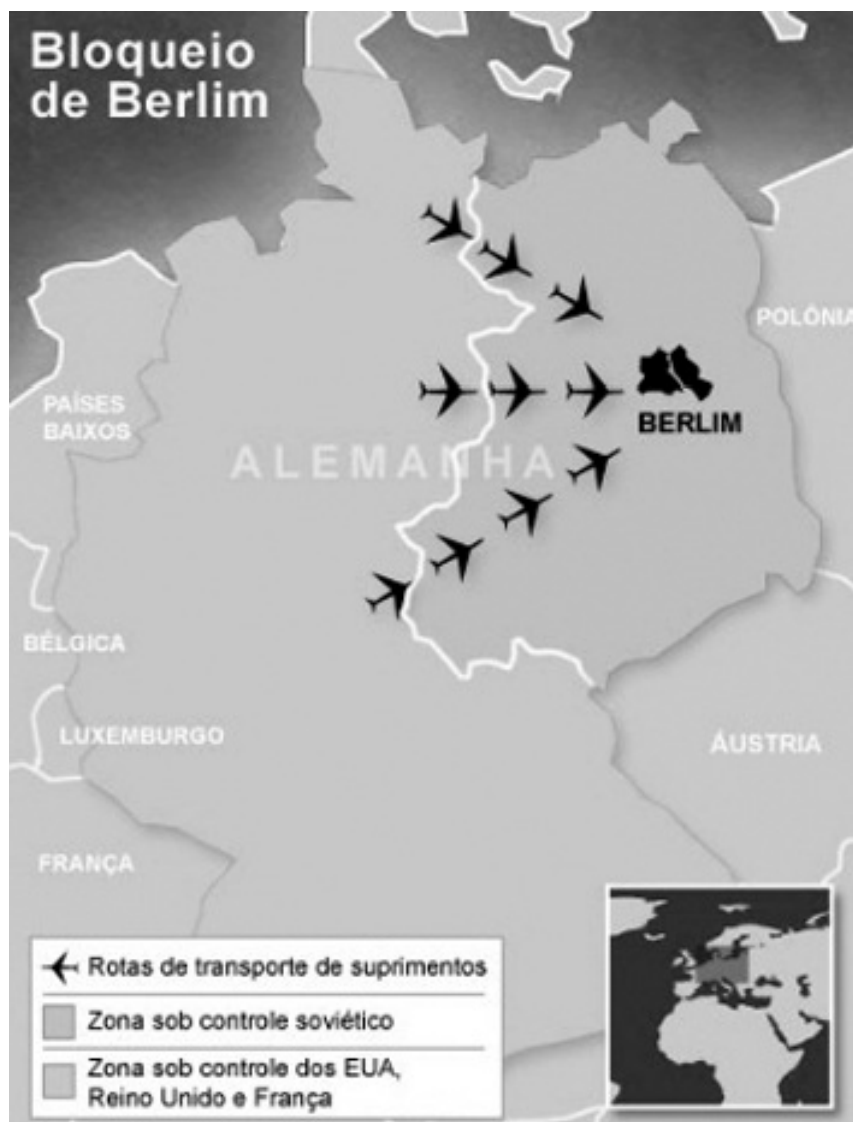 Bloqueio
de Berlim
POLÔNIA
PAÍSES
BAIXOS
BERLIM
ALEMANHA
BÉLGICA
LUXEMBURGO
ÁUSTRIA
FRANÇA
Rotas de transporte de suprimentos
Zona sob controle soviético
Zona sob controle dos EUA,
Reino Unido e França